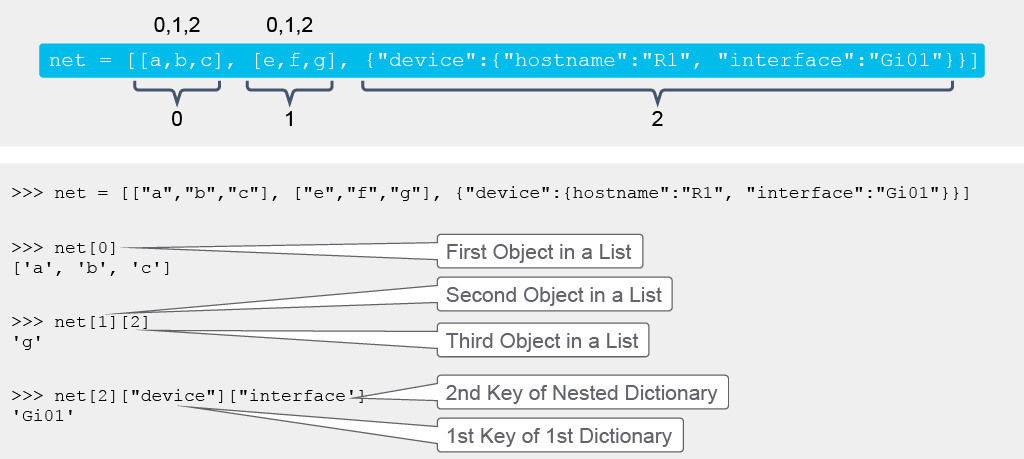 0,1,2 0,1,2
net = [[a,b,c], [e,f,g], {"device":{"hostname":"R1", "interface":"Gi01"}}]
0 1 2
>>> net = [["a","b","c"], ["e","f","g"], {"device":{hostname":"R1", "interface":"Gi01"}}]
>>> net[0]
First Object in a List
['a', 'b', 'c']
Second Object in a List
>>> net[1][2]
'g'
Third Object in a List
>>> net[2]["device"]["interface']
2nd Key of Nested Dictionary
'Gi01'
1st Key of 1st Dictionary